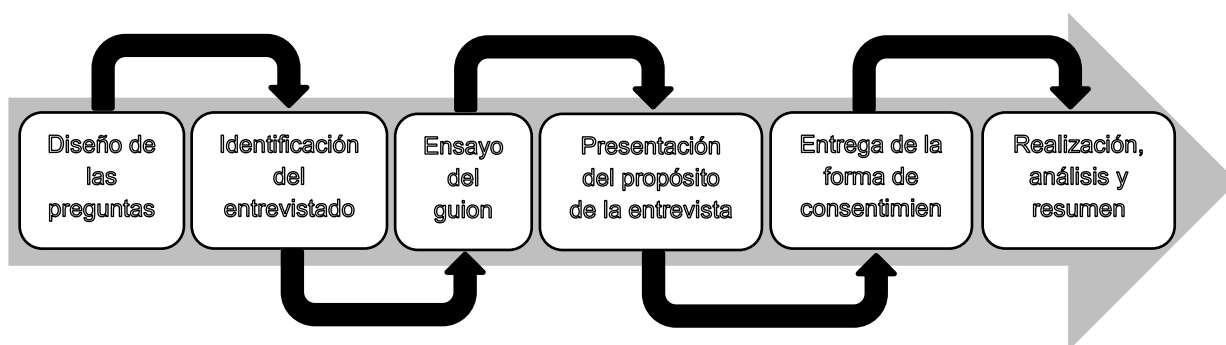 Diseño de
las
preguntas
Identificación
del
entrevistado
Ensayo
del
guion
Presentación
del propósito
de la entrevista
Entrega de la
forma de
consentimien
Realización,
análisis y
resumen